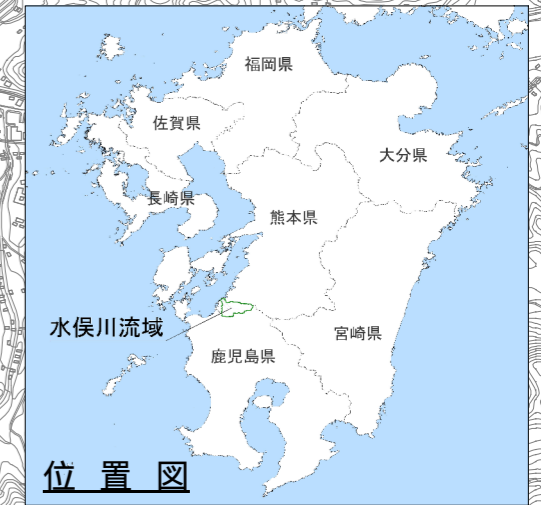 福岡県
佐賀県
大分県
長崎県
熊本県
水俣川流域
宮崎県
鹿児島県
位 置 図